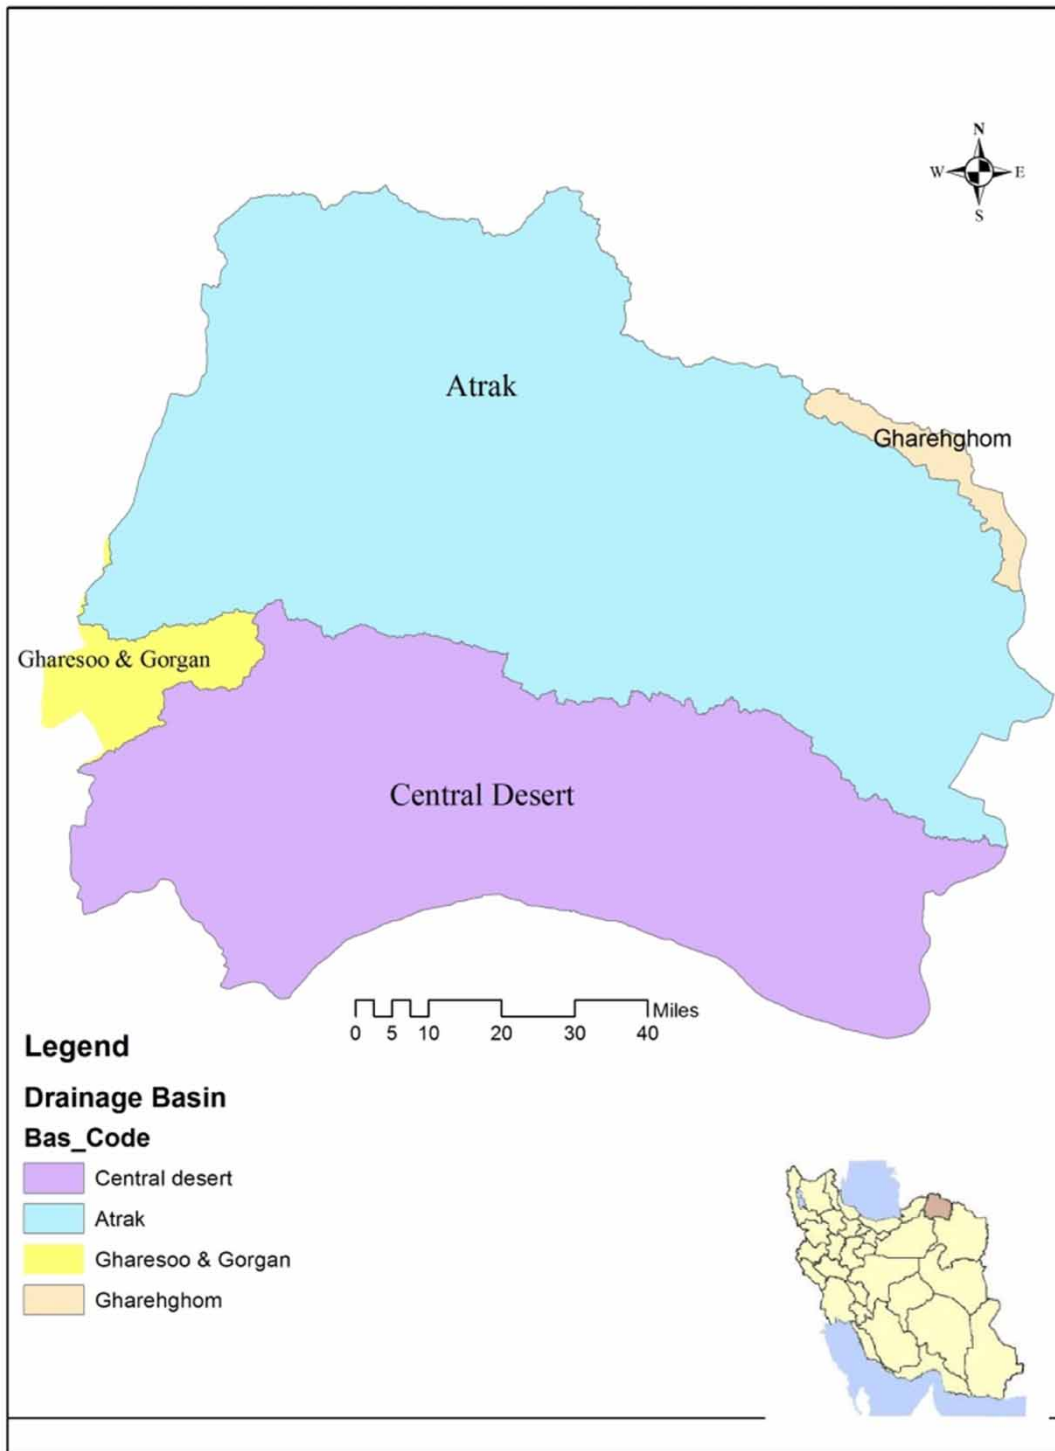 N
W E
S
Atrak
Gharehghom
Gharesoo & Gorgan
Central Desert
Miles
0 5 10 20 30 40
Legend
Drainage Basin
Bas_Code
Central desert
Atrak
Gharesoo & Gorgan
Gharehghom